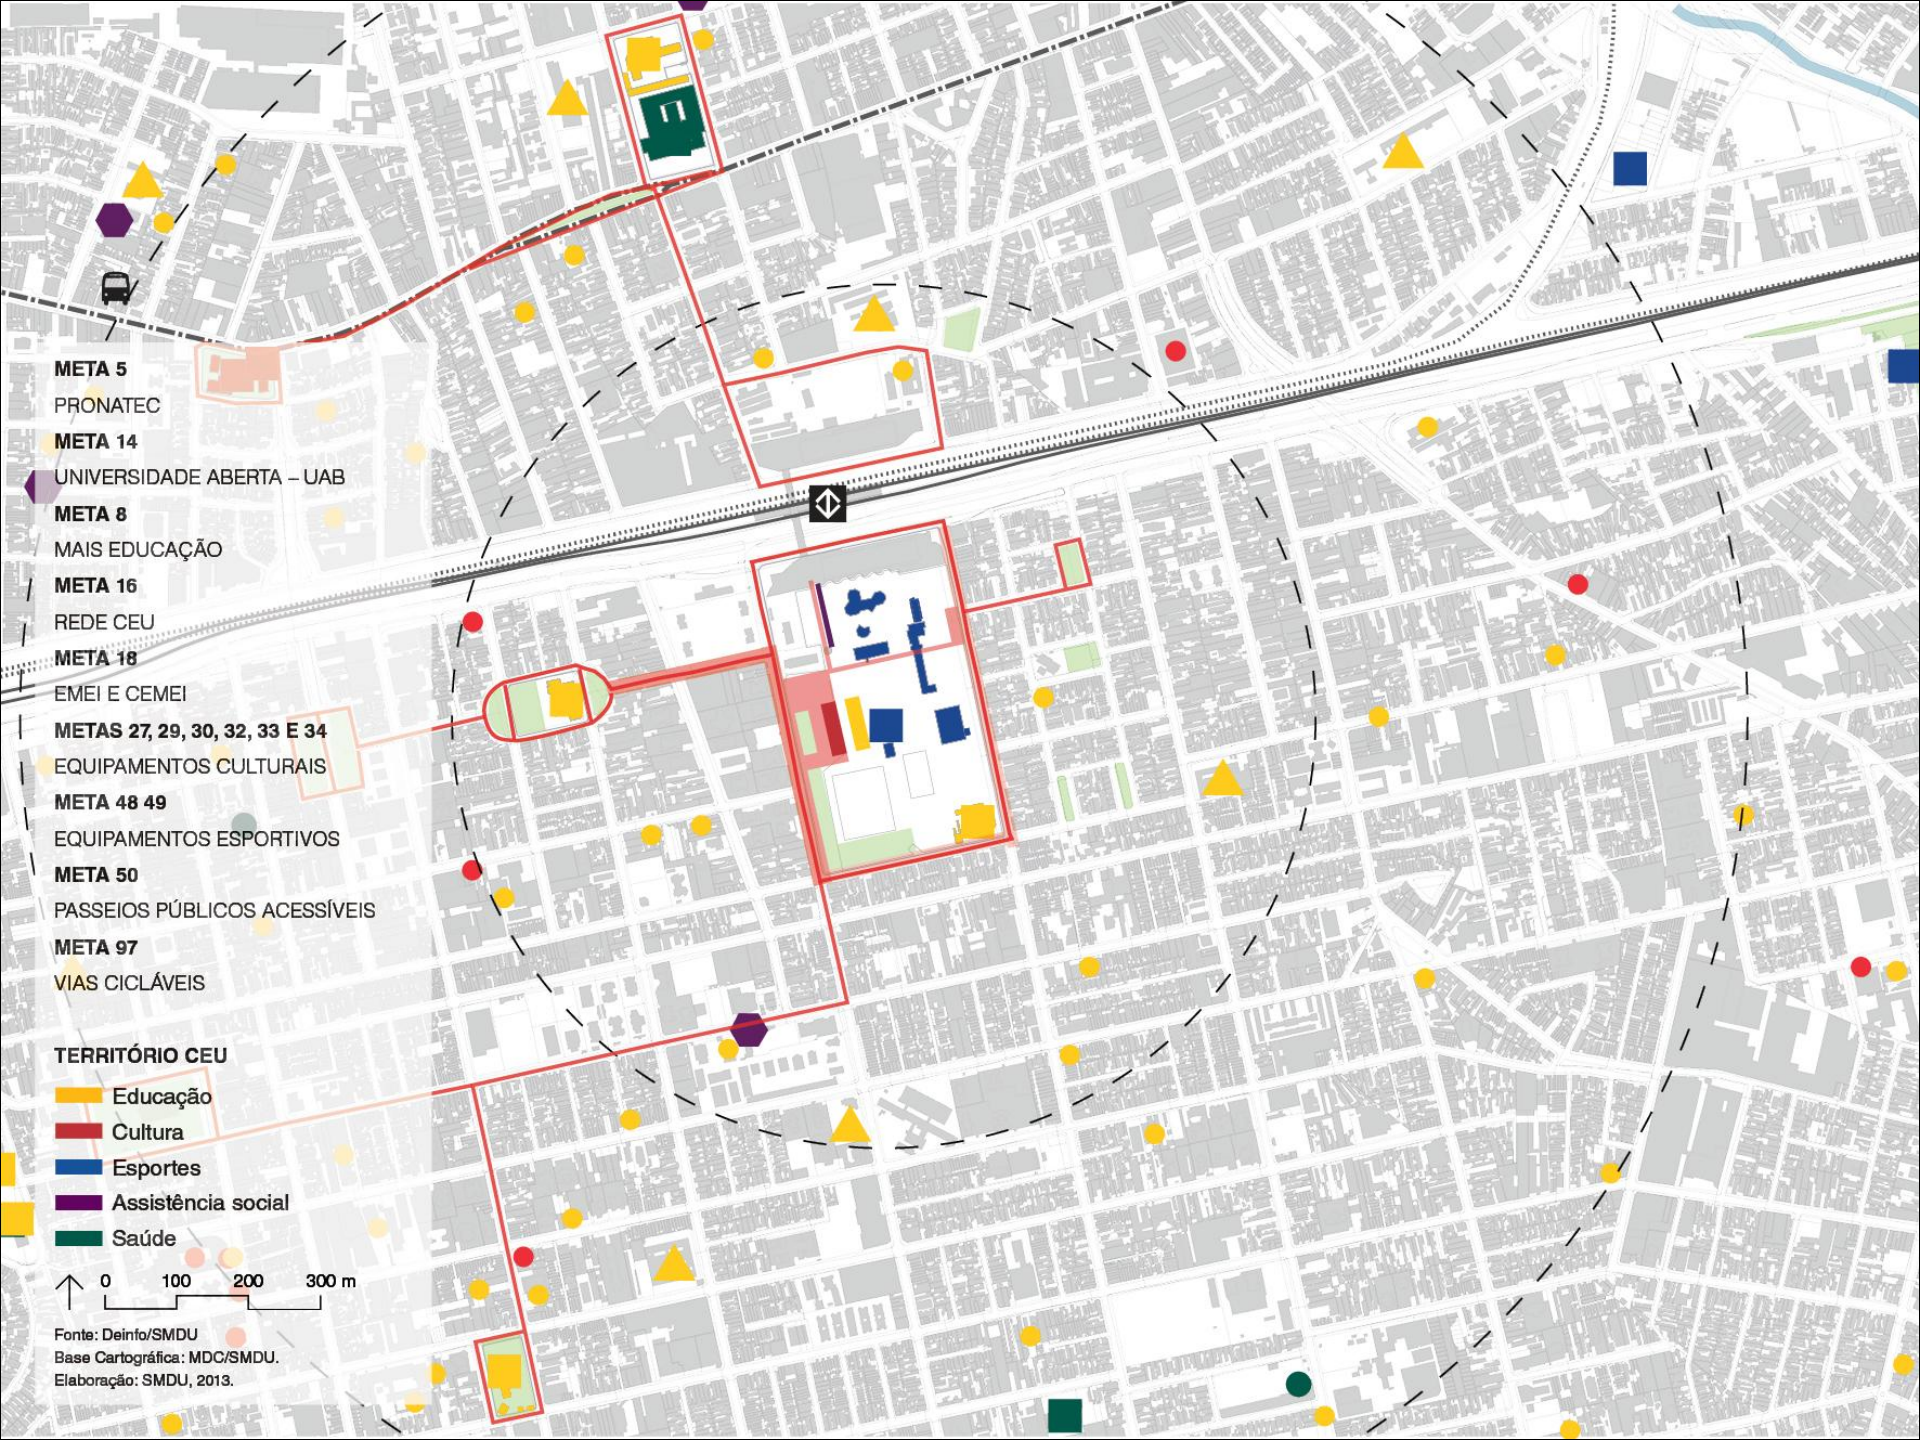 META 5
PRONATEC
META 14
UNIVERSIDADE ABERTA – UAB
META 8
MAIS EDUCAÇÃO
META 16
REDE CEU
META 18
EMEI E CEMEI
METAS 27, 29, 30, 32, 33 E 34
EQUIPAMENTOS CULTURAIS
META 48 49
EQUIPAMENTOS ESPORTIVOS
META 50
PASSEIOS PÚBLICOS ACESSÍVEIS
META 97
VIAS CICLÁVEIS
TERRITÓRIO CEU
Educação
Cultura
Esportes
Assistência social
Saúde
0 100 200 300 m
Fonte: Deinfo/SMDU
Base Cartográfica: MDC/SMDU.
Elaboração: SMDU, 2013.